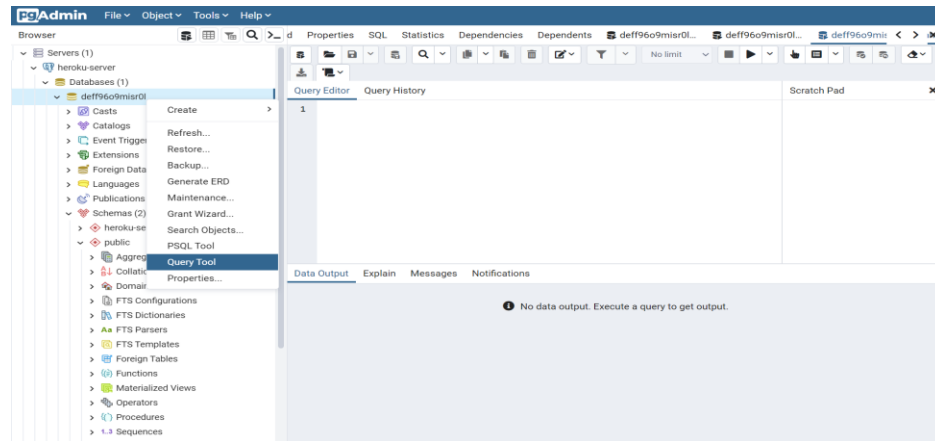 pgAdmin File Object Tools Help
Browser
d Properties SQL Statistics Dependencies Dependents deff96o9misr0l... deff96o9misr0l... deff96o9mis
No limit
Query Editor Query History
Scratch Pad
1
Servers (1)
heroku-server
Databases (1)
deff96o9misr0l
Casts
Catalogs
Event Trigger
Extensions
Foreign Data
Languages
Publications
Schemas (2)
heroku-se
public
Aggreg
Collatic
Domain
FTS Configurations
FTS Dictionaries
FTS Parsers
FTS Templates
Foreign Tables
Functions
Materialized Views
Operators
Procedures
Sequences
Create
Refresh...
Restore...
Backup...
Generate ERD
Maintenance...
Grant Wizard...
Search Objects...
PSQL Tool
Query Tool
Properties...
Data Output Explain Messages Notifications
No data output. Execute a query to get output.